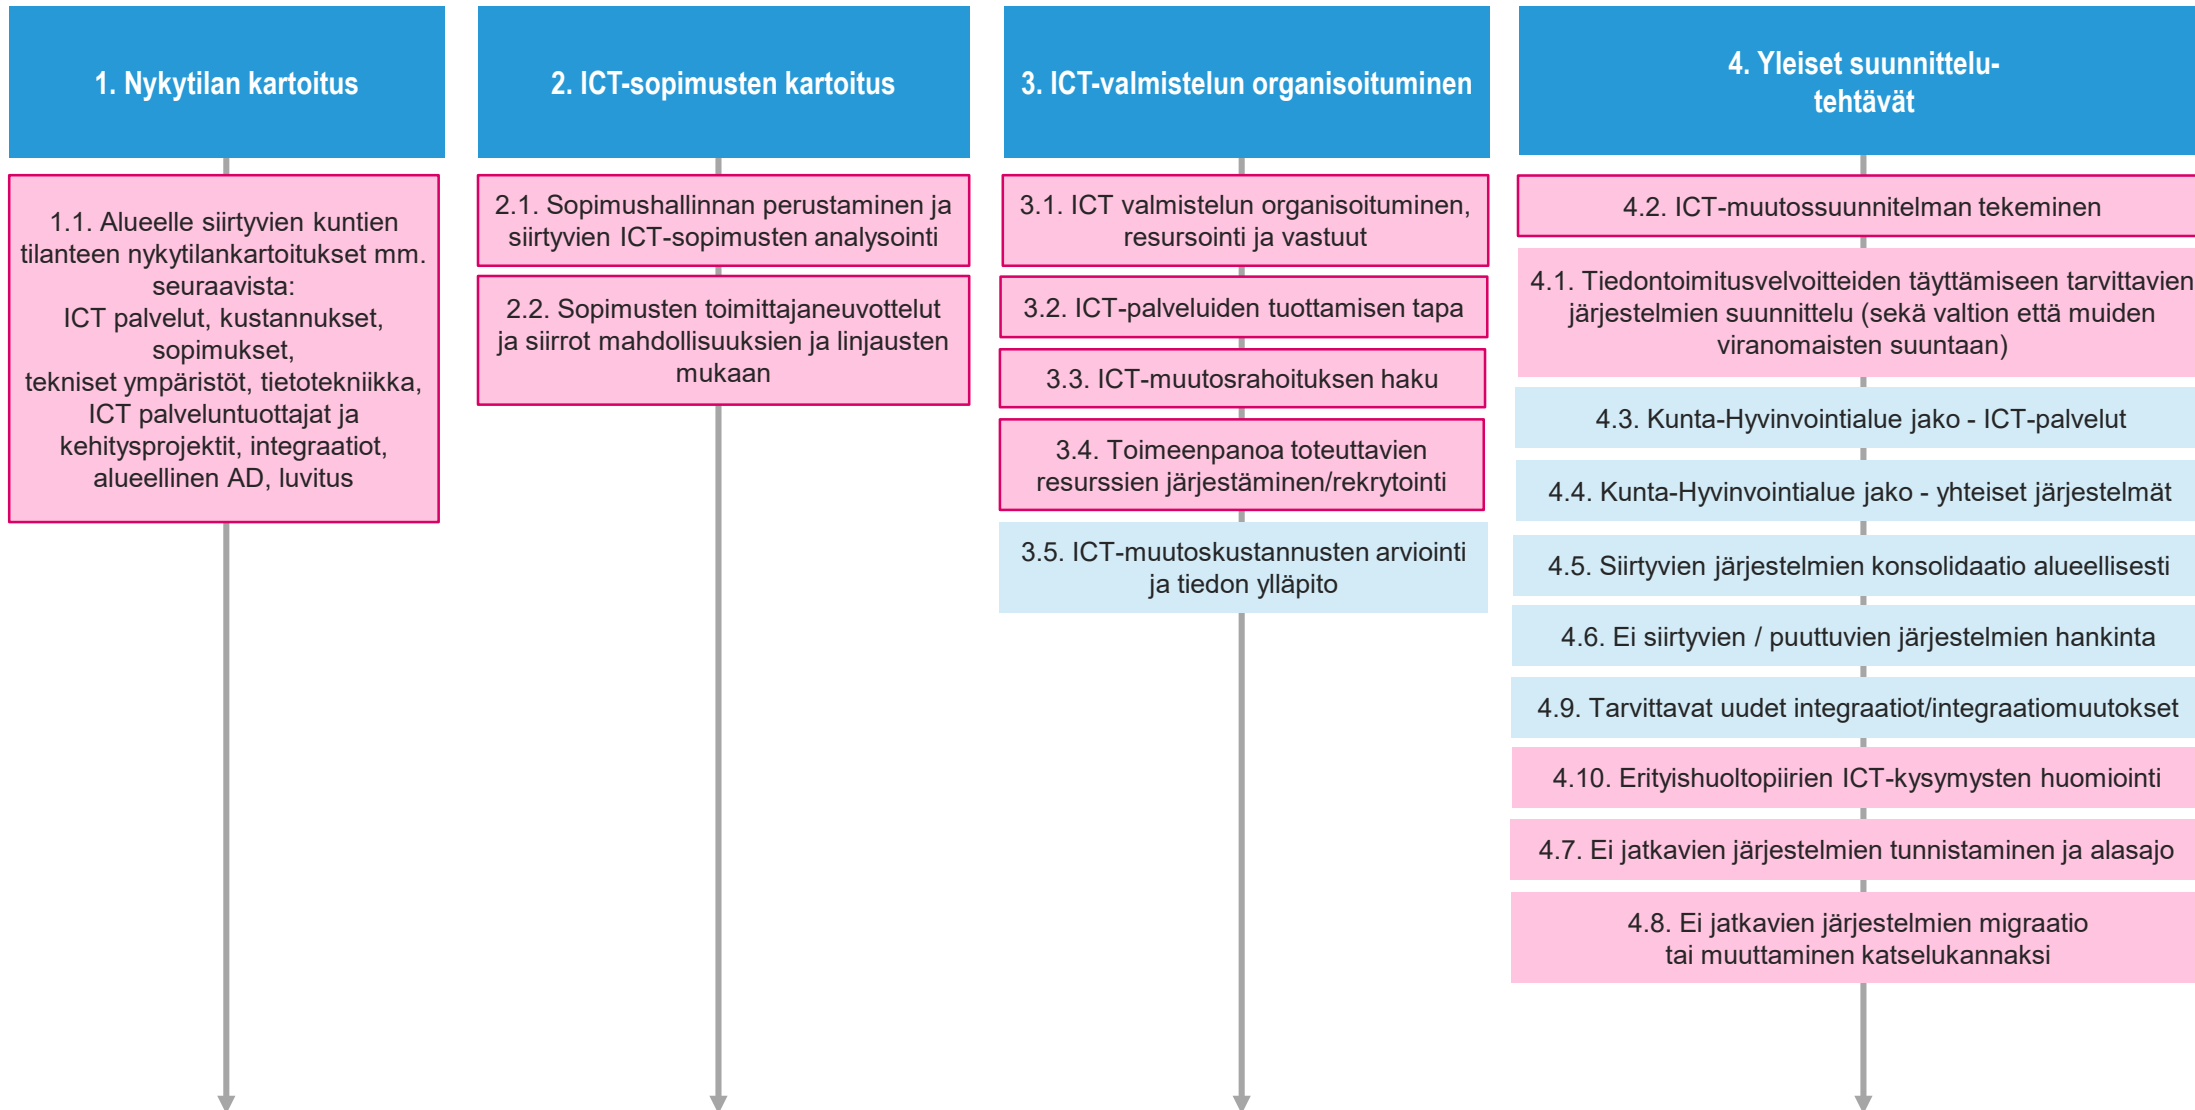 1. Nykytilan kartoitus
1.1. Alueelle siirtyvien kuntien
tilanteen nykytilankartoitukset mm.
seuraavista:
ICT palvelut, kustannukset,
sopimukset,
tekniset ympäristöt, tietotekniikka,
ICT palveluntuottajat ja
kehitysprojektit, integraatiot,
alueellinen AD, luvitus
2. ICT-sopimusten kartoitus
2.1. Sopimushallinnan perustaminen ja
siirtyvien ICT-sopimusten analysointi
2.2. Sopimusten toimittajaneuvottelut
ja siirrot mahdollisuuksien ja linjausten
mukaan
3. ICT-valmistelun organisoituminen
3.1. ICT valmistelun organisoituminen,
resursointi ja vastuut
3.2. ICT-palveluiden tuottamisen tapa
3.3. ICT-muutosrahoituksen haku
3.4. Toimeenpanoa toteuttavien
resurssien järjestäminen/rekrytointi
3.5. ICT-muutoskustannusten arviointi
ja tiedon ylläpito
4. Yleiset suunnittelu-
tehtävät
4.2. ICT-muutossuunnitelman tekeminen
4.1. Tiedontoimitusvelvoitteiden täyttämiseen tarvittavien
järjestelmien suunnittelu (sekä valtion että muiden
viranomaisten suuntaan)
4.3. Kunta-Hyvinvointialue jako - ICT-palvelut
4.4. Kunta-Hyvinvointialue jako - yhteiset järjestelmät
4.5. Siirtyvien järjestelmien konsolidaatio alueellisesti
4.6. Ei siirtyvien / puuttuvien järjestelmien hankinta
4.9. Tarvittavat uudet integraatiot/integraatiomuutokset
4.10. Erityishuoltopiirien ICT-kysymysten huomiointi
4.7. Ei jatkavien järjestelmien tunnistaminen ja alasajo
4.8. Ei jatkavien järjestelmien migraatio
tai muuttaminen katselukannaksi